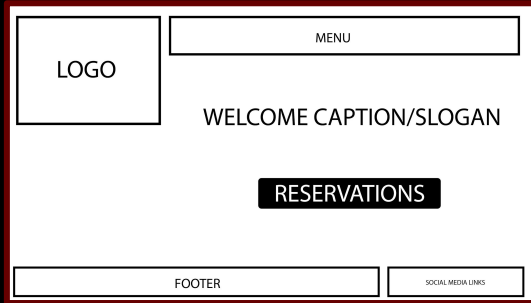 MENU
LOGO
WELCOME CAPTION/SLOGAN
RESERVATIONS
FOOTER
SOCIAL MEDIA LINKS